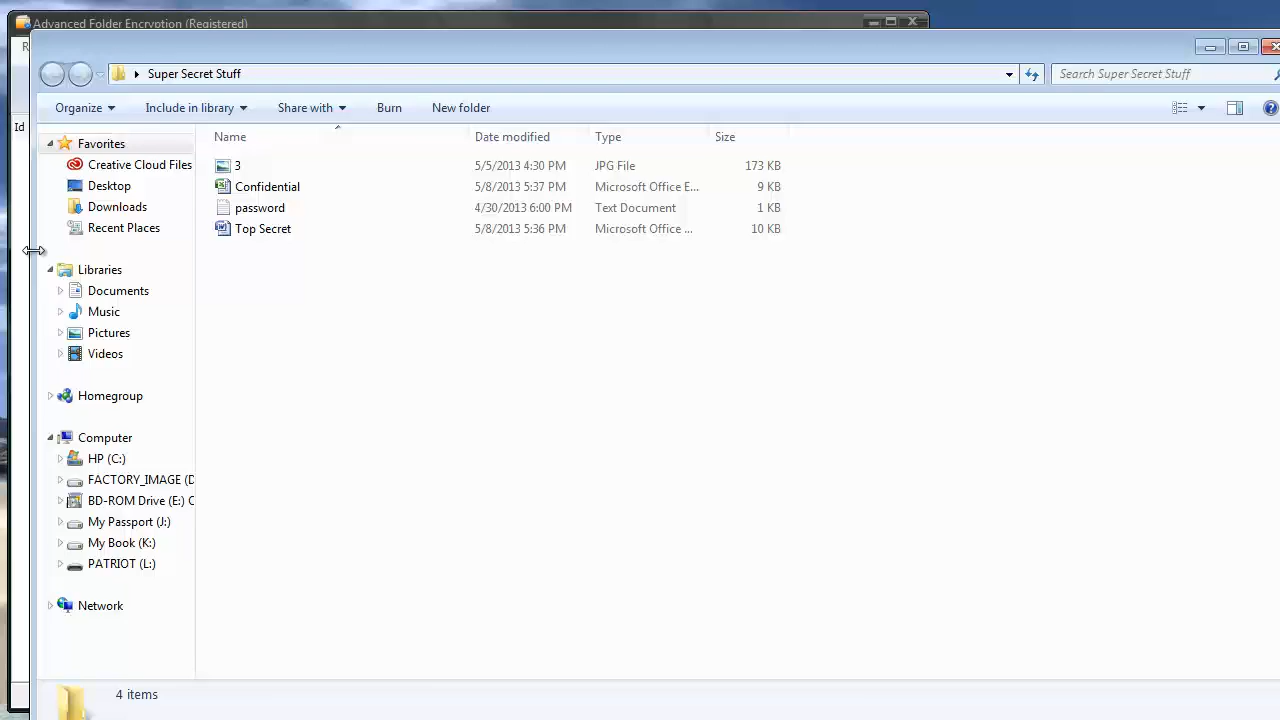 Advanced Folder Encryption (Registered)
R
Super Secret Stuff
Search Super Secret Stuff
Organize
Include in library
Share with
Burn
New folder
Id
Name
Date modified
Type
Size
Favorites
Creative Cloud Files
Desktop
Downloads
Recent Places
Libraries
Documents
Music
Pictures
Videos
Homegroup
Computer
HP (C:)
FACTORY_IMAGE (D
BD-ROM Drive (E:) C
My Passport (J:)
My Book (K:)
PATRIOT (L:)
Network
3 5/5/2013 4:30 PM JPG File 173 KB
Confidential 5/8/2013 5:37 PM Microsoft Office E... 9 KB
password 4/30/2013 6:00 PM Text Document 1 KB
Top Secret 5/8/2013 5:36 PM Microsoft Office ... 10 KB
4 items